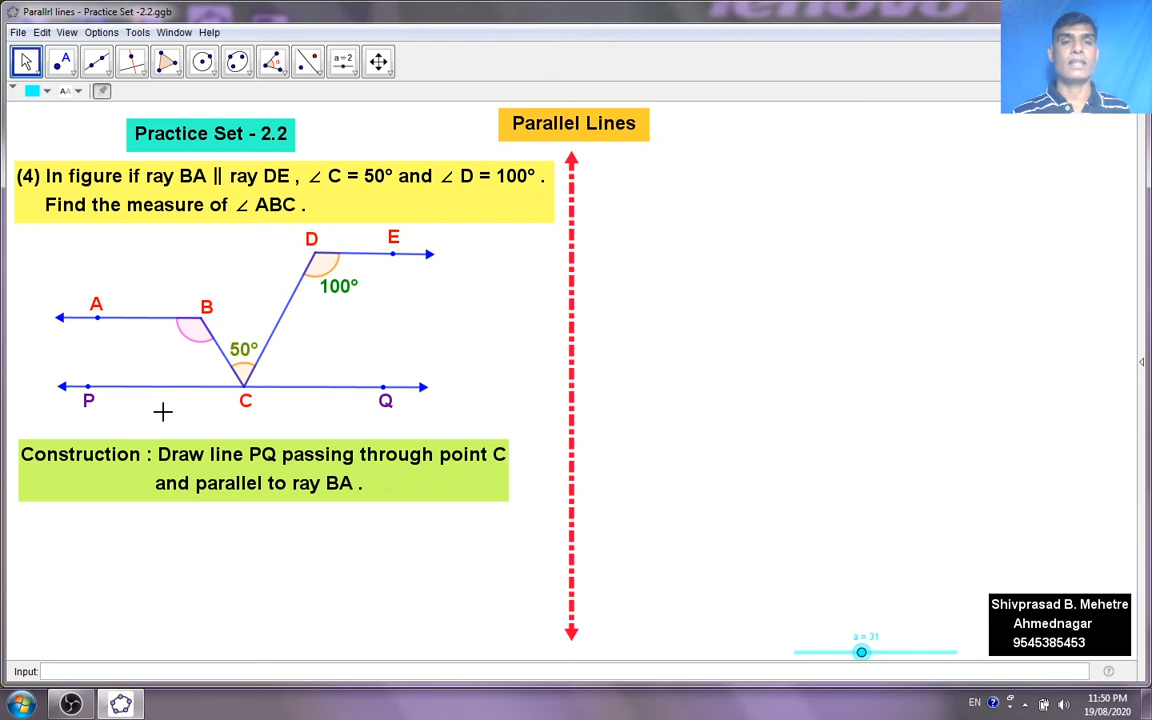 Parallrl lines - Practice Set -2.2.ggb
File Edit View Options Tools Window Help
A
α
a=2
AA
Practice Set - 2.2
Parallel Lines
(4) In figure if ray BA ∥ ray DE , ∠ C = 50° and ∠ D = 100° .
Find the measure of ∠ ABC .
D
E
100°
A
B
50°
P
C
Q
Construction : Draw line PQ passing through point C
and parallel to ray BA .
Shivprasad B. Mehetre
Ahmednagar
9545385453
a = 31
Input:
EN
11:50 PM
19/08/2020